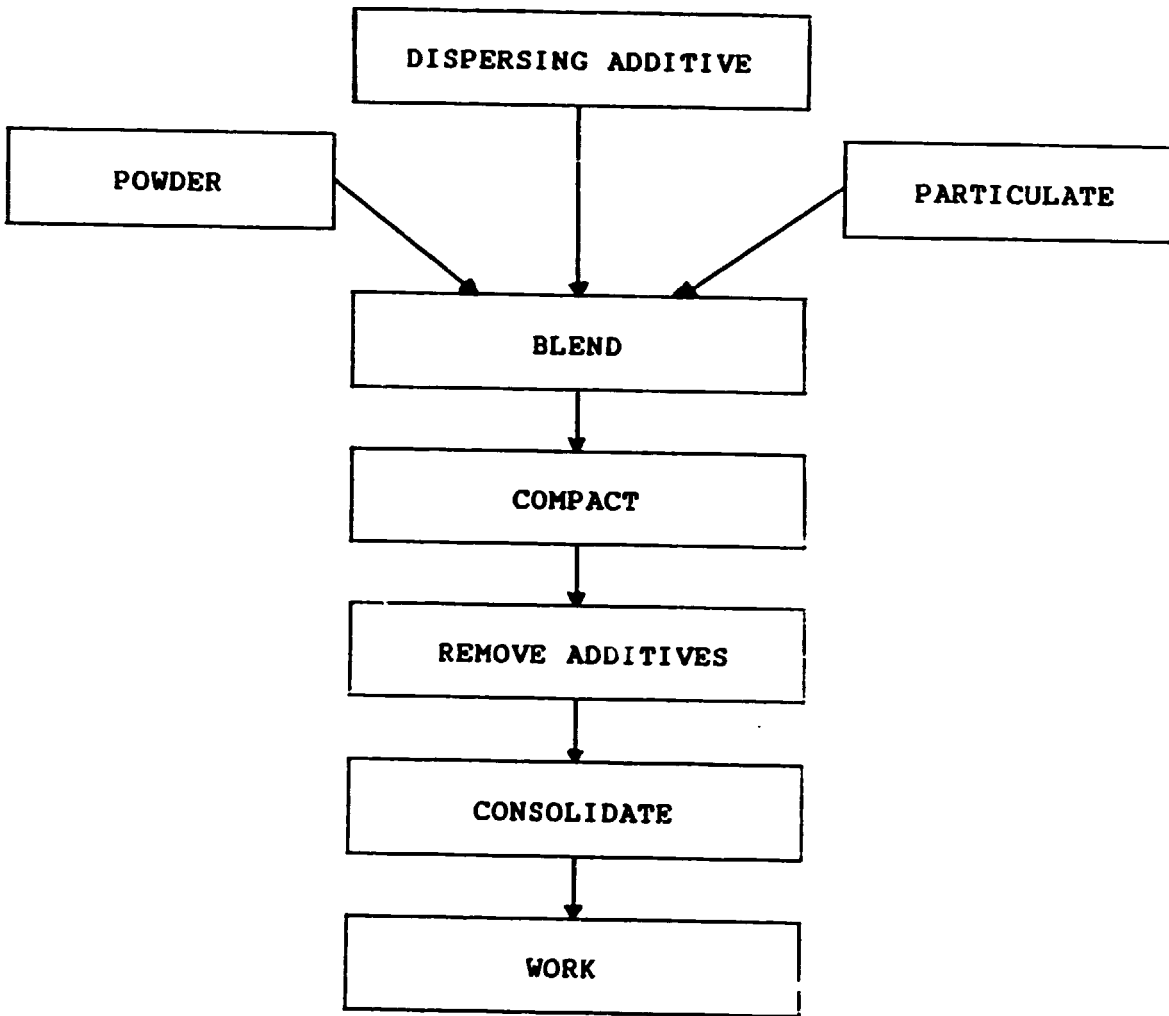 DISPERSING ADDITIVE
POWDER
PARTICULATE
BLEND
COMPACT
REMOVE ADDITIVES
CONSOLIDATE
WORK